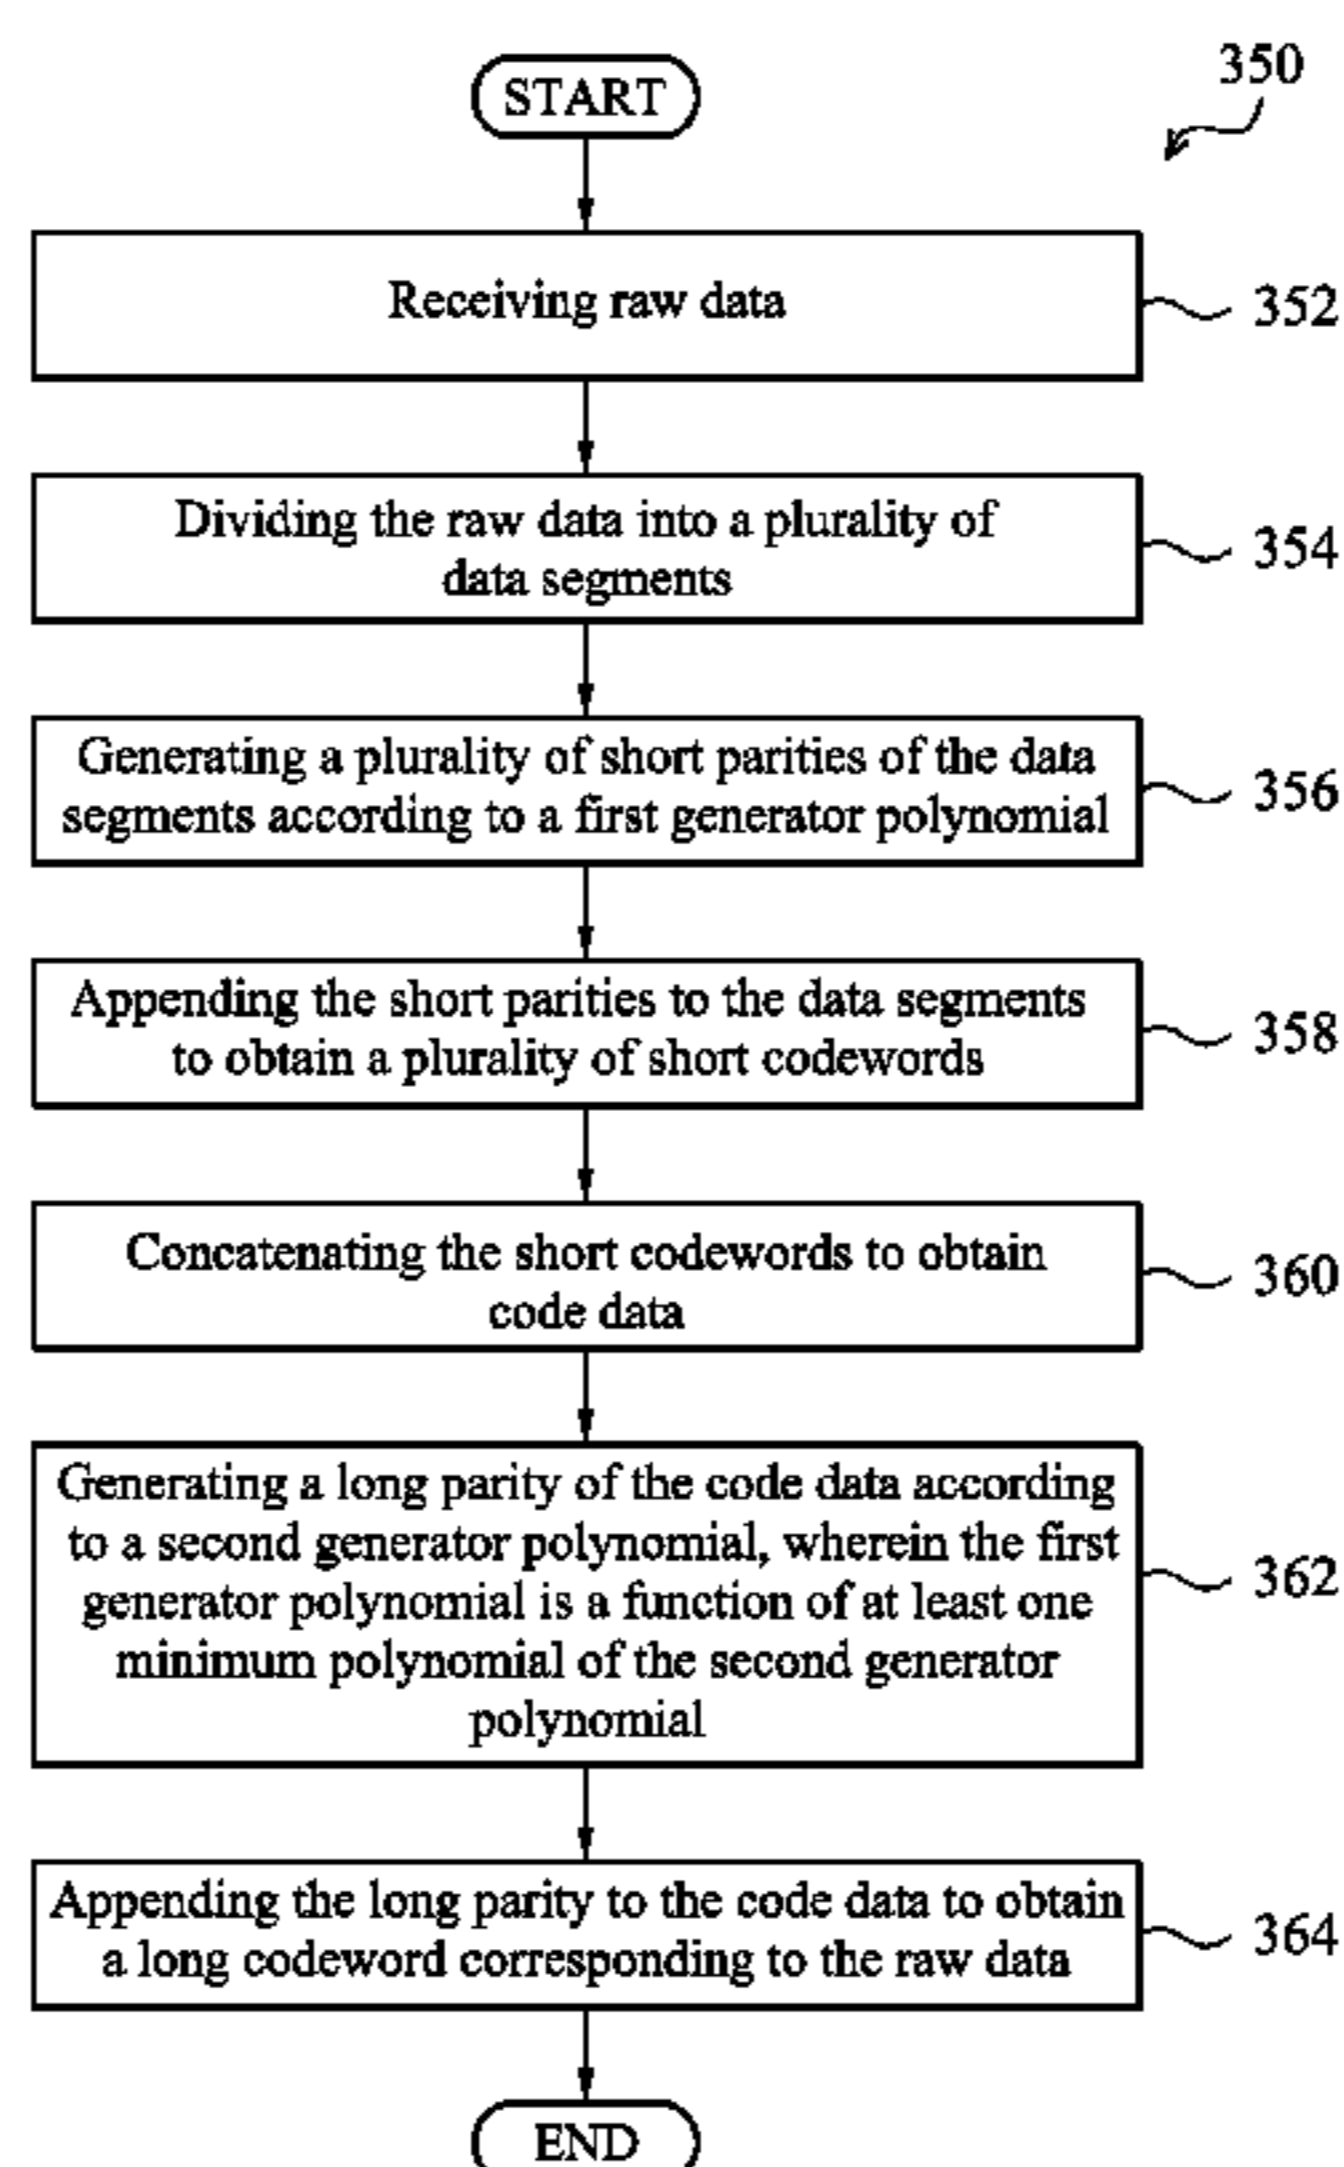 START
350
Receiving raw data
352
Dividing the raw data into a plurality of
data segments
354
Generating a plurality of short parities of the data
segments according to a first generator polynomial
356
Appending the short parities to the data segments
to obtain a plurality of short codewords
358
Concatenating the short codewords to obtain
code data
360
Generating a long parity of the code data according
to a second generator polynomial, wherein the first
generator polynomial is a function of at least one
minimum polynomial of the second generator
polynomial
362
Appending the long parity to the code data to obtain
a long codeword corresponding to the raw data
364
END